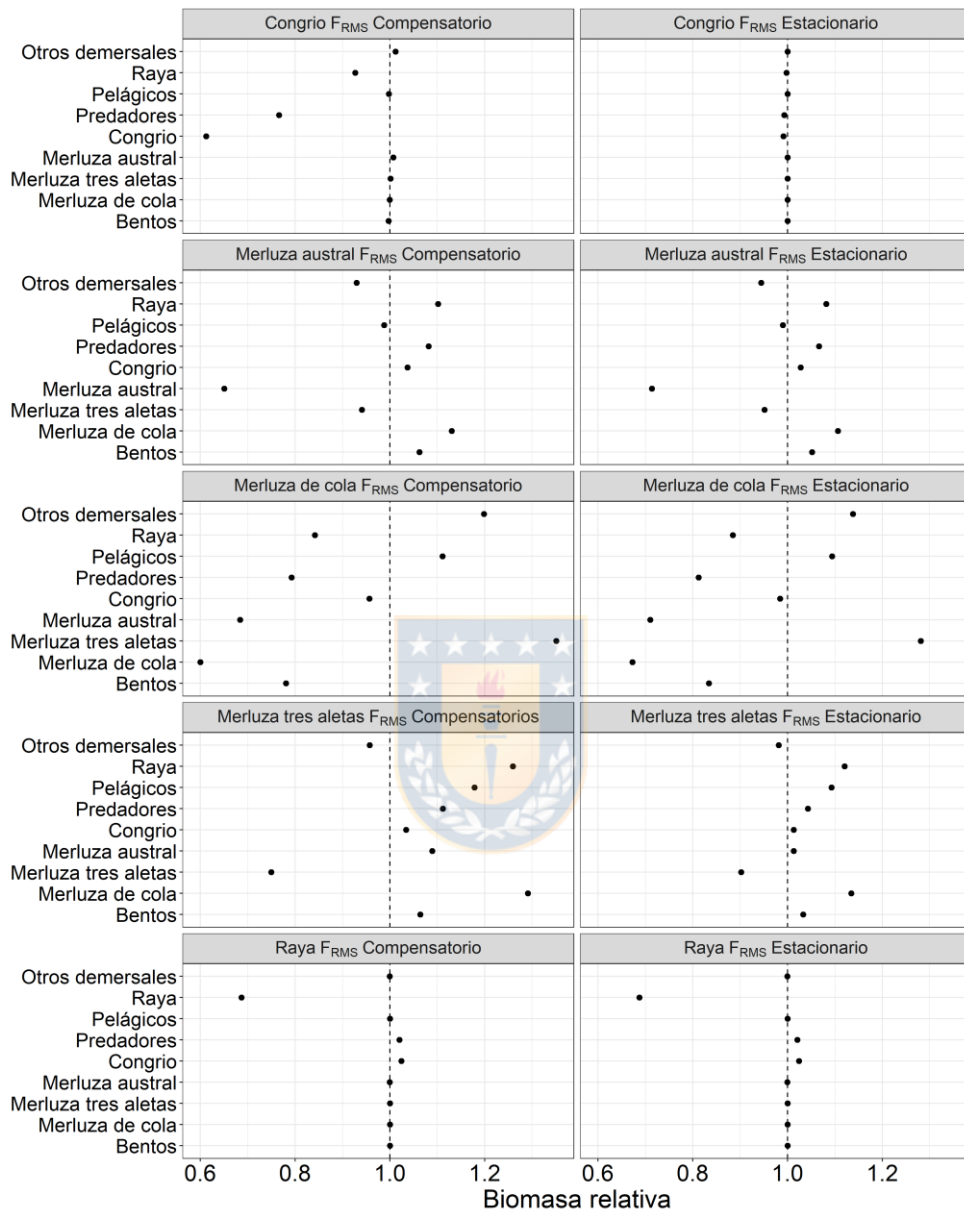 Congrio FRMS Compensatorio
Congrio FRMS Estacionario
Otros demersales
Raya
Pelágicos
Predadores
Congrio
Merluza austral
Merluza tres aletas
Merluza de cola
Bentos
Merluza austral FRMS Compensatorio
Merluza austral FRMS Estacionario
Otros demersales
Raya
Pelágicos
Predadores
Congrio
Merluza austral
Merluza tres aletas
Merluza de cola
Bentos
Merluza de cola FRMS Compensatorio
Merluza de cola FRMS Estacionario
Otros demersales
Raya
Pelágicos
Predadores
Congrio
Merluza austral
Merluza tres aletas
Merluza de cola
Bentos
Merluza tres aletas FRMS Compensatorios
Merluza tres aletas FRMS Estacionario
Otros demersales
Raya
Pelágicos
Predadores
Congrio
Merluza austral
Merluza tres aletas
Merluza de cola
Bentos
Raya FRMS Compensatorio
Raya FRMS Estacionario
Otros demersales
Raya
Pelágicos
Predadores
Congrio
Merluza austral
Merluza tres aletas
Merluza de cola
Bentos
0.6 0.8 1.0 1.2
0.6 0.8 1.0 1.2
Biomasa relativa